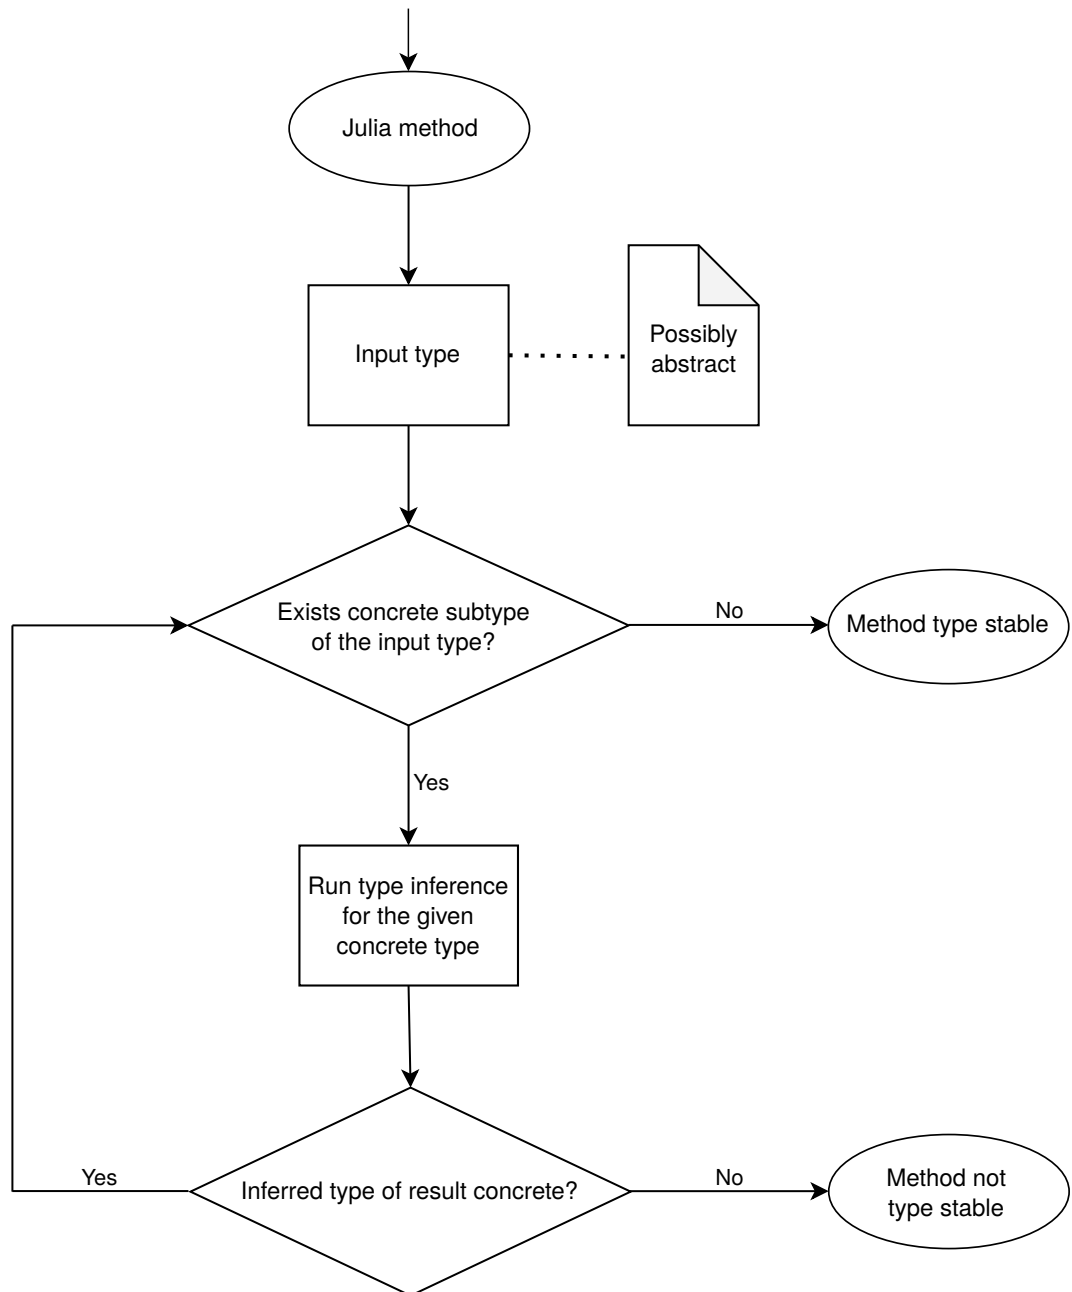 Julia method
Input type
Possibly
abstract
Exists concrete subtype
of the input type?
No
Method type stable
Yes
Run type inference
for the given
concrete type
Yes
Inferred type of result concrete?
No
Method not
type stable